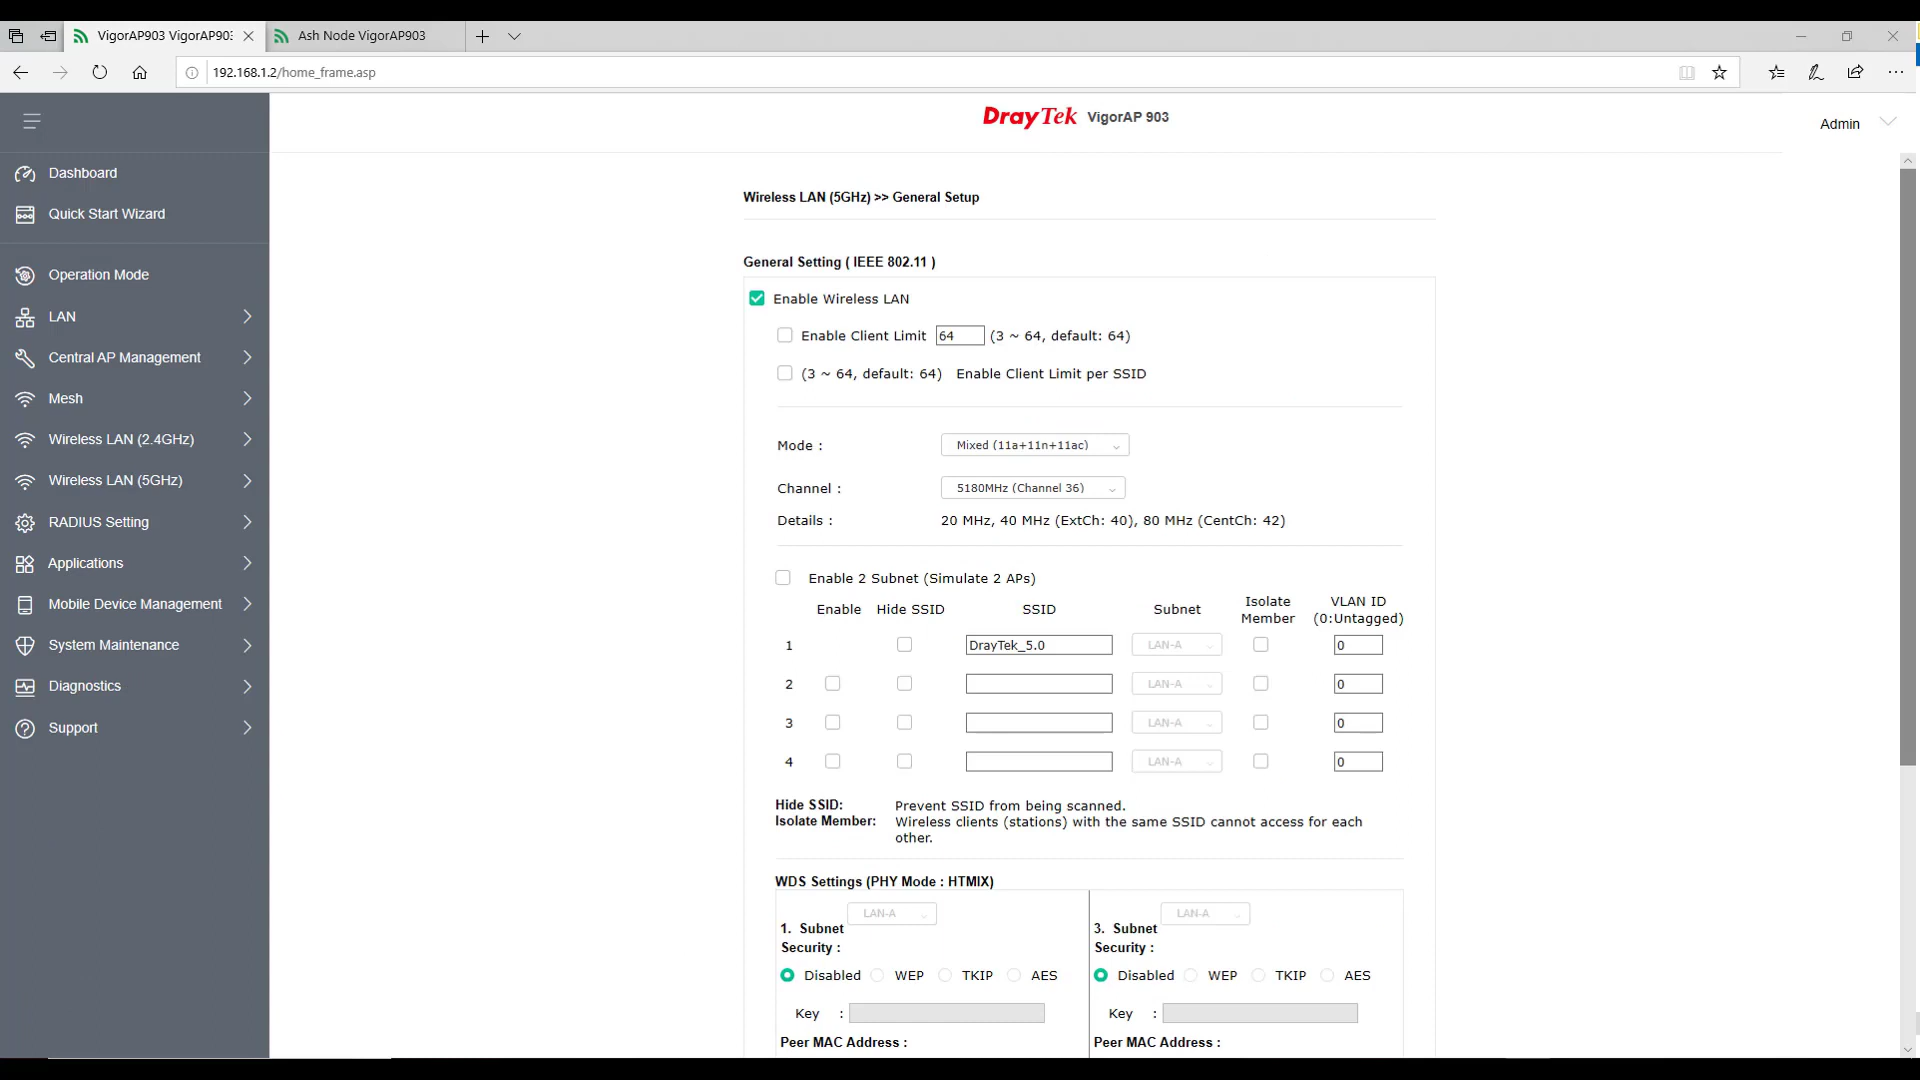 VigorAP903 VigorAP903
Ash Node VigorAP903
192.168.1.2/home_frame.asp
DrayTek VigorAP 903
Admin
Dashboard
Quick Start Wizard
Operation Mode
LAN
Central AP Management
Mesh
Wireless LAN (2.4GHz)
Wireless LAN (5GHz)
RADIUS Setting
Applications
Mobile Device Management
System Maintenance
Diagnostics
Support
Wireless LAN (5GHz) >> General Setup
General Setting ( IEEE 802.11 )
Enable Wireless LAN
Enable Client Limit 64 (3 ~ 64, default: 64)
(3 ~ 64, default: 64) Enable Client Limit per SSID
Mode : Mixed (11a+11n+11ac)
Channel : 5180MHz (Channel 36)
Details : 20 MHz, 40 MHz (ExtCh: 40), 80 MHz (CentCh: 42)
Enable 2 Subnet (Simulate 2 APs)
Enable Hide SSID SSID Subnet Isolate Member VLAN ID (0:Untagged)
1 DrayTek_5.0 LAN-A 0
2 LAN-A 0
3 LAN-A 0
4 LAN-A 0
Hide SSID: Prevent SSID from being scanned.
Isolate Member: Wireless clients (stations) with the same SSID cannot access for each
other.
WDS Settings (PHY Mode : HTMIX)
1. Subnet LAN-A
Security :
Disabled WEP TKIP AES
Key :
Peer MAC Address :
3. Subnet LAN-A
Security :
Disabled WEP TKIP AES
Key :
Peer MAC Address :